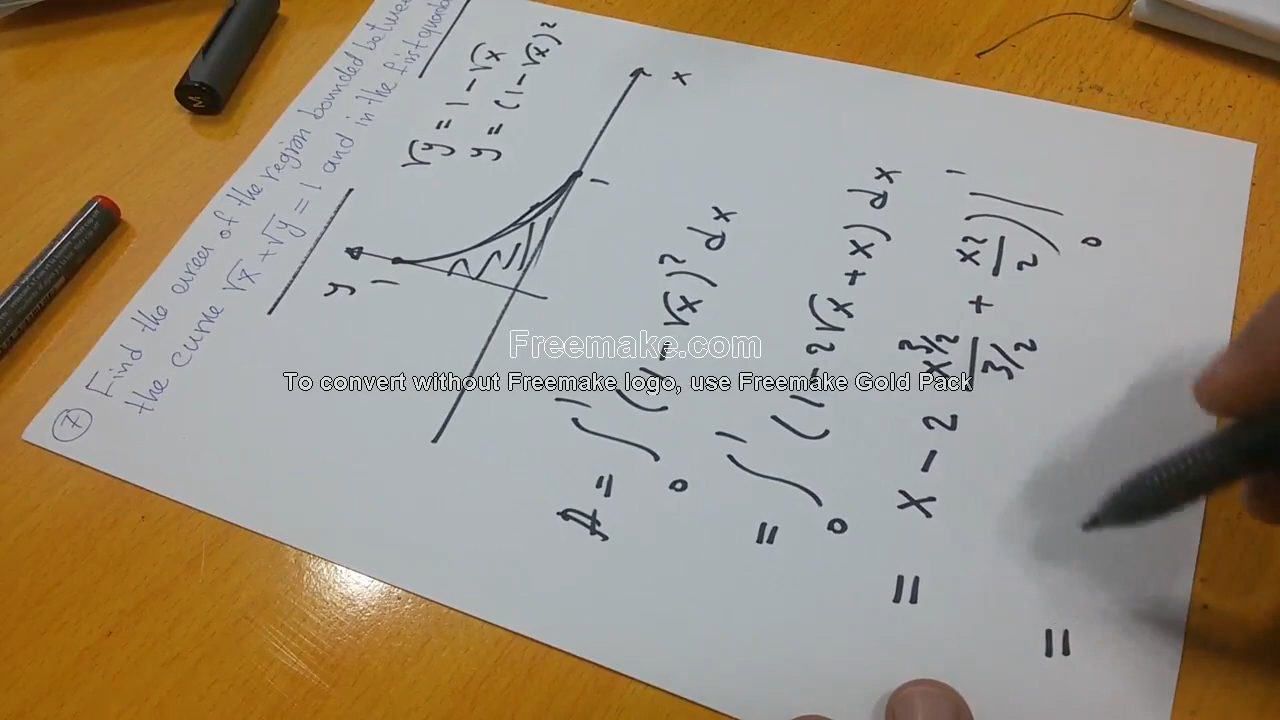 ⑦ Find the area of the region bounded between
the curve √x + √y = 1 and in the first quadrant
√y = 1 - √x
y = (1 - √x)²
y
1
1
x
A = ∫₀¹ (1 - √x)² dx
= ∫₀¹ (1 - 2√x + x) dx
= x - 2 x^(3/2)/(3/2) + x²/2) |₀¹
=
Freemake.com
To convert without Freemake logo, use Freemake Gold Pack
M